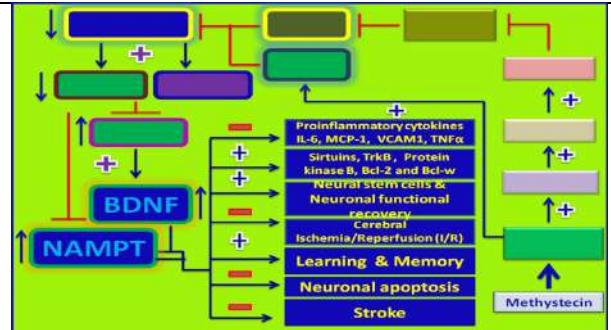 Proinflammatory cytokines
IL-6, MCP-1, VCAM1, TNFα
Sirtuins, TrkB , Protein
kinase B, Bcl-2 and Bcl-w
Neural stem cells &
Neuronal functional
recovery
Cerebral
Ischemia/Reperfusion (I/R)
Learning & Memory
Neuronal apoptosis
Stroke
BDNF
NAMPT
Methystecin